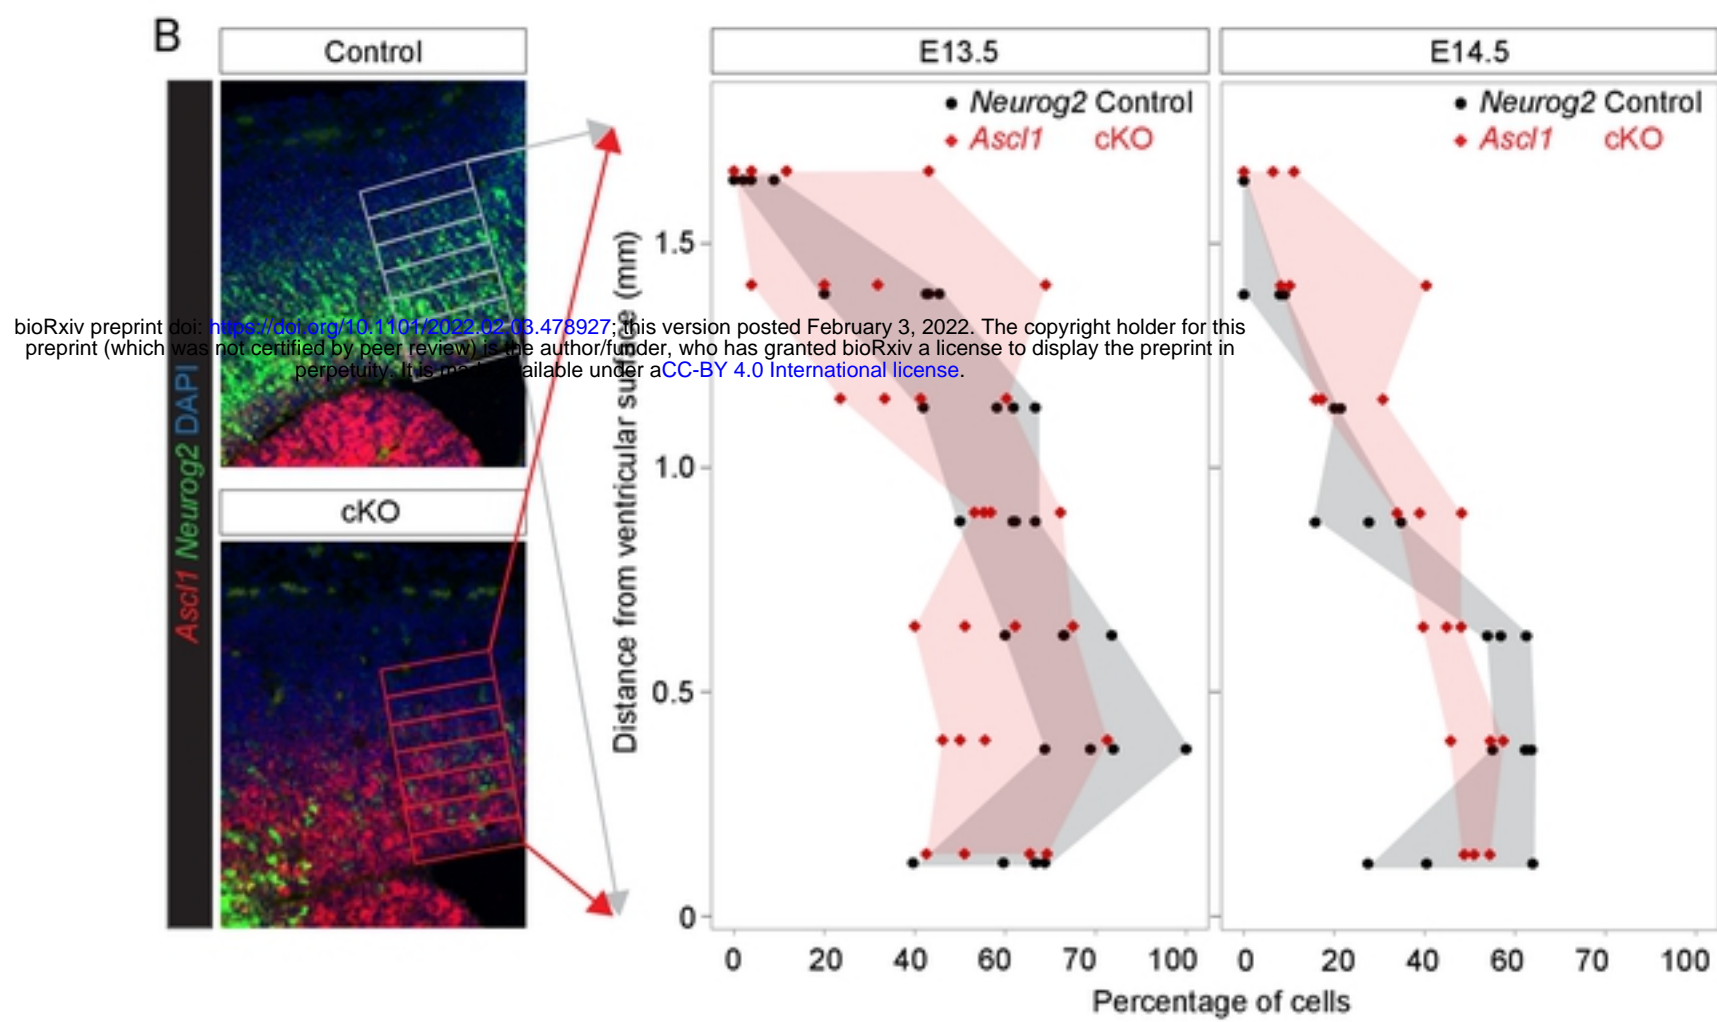 B
Control
E13.5
E14.5
Neurog2 Control
Ascl1 cKO
Neurog2 Control
Ascl1 cKO
Ascl1 Neurog2 DAPI
cKO
Distance from ventricular surface (mm)
1.5
1.0
0.5
0
bioRxiv preprint doi: https://doi.org/10.1101/2022.02.03.478927; this version posted February 3, 2022. The copyright holder for this
preprint (which was not certified by peer review) is the author/funder, who has granted bioRxiv a license to display the preprint in
perpetuity. It is made available under aCC-BY 4.0 International license.
0 20 40 60 70 100
0 20 40 60 70 100
Percentage of cells